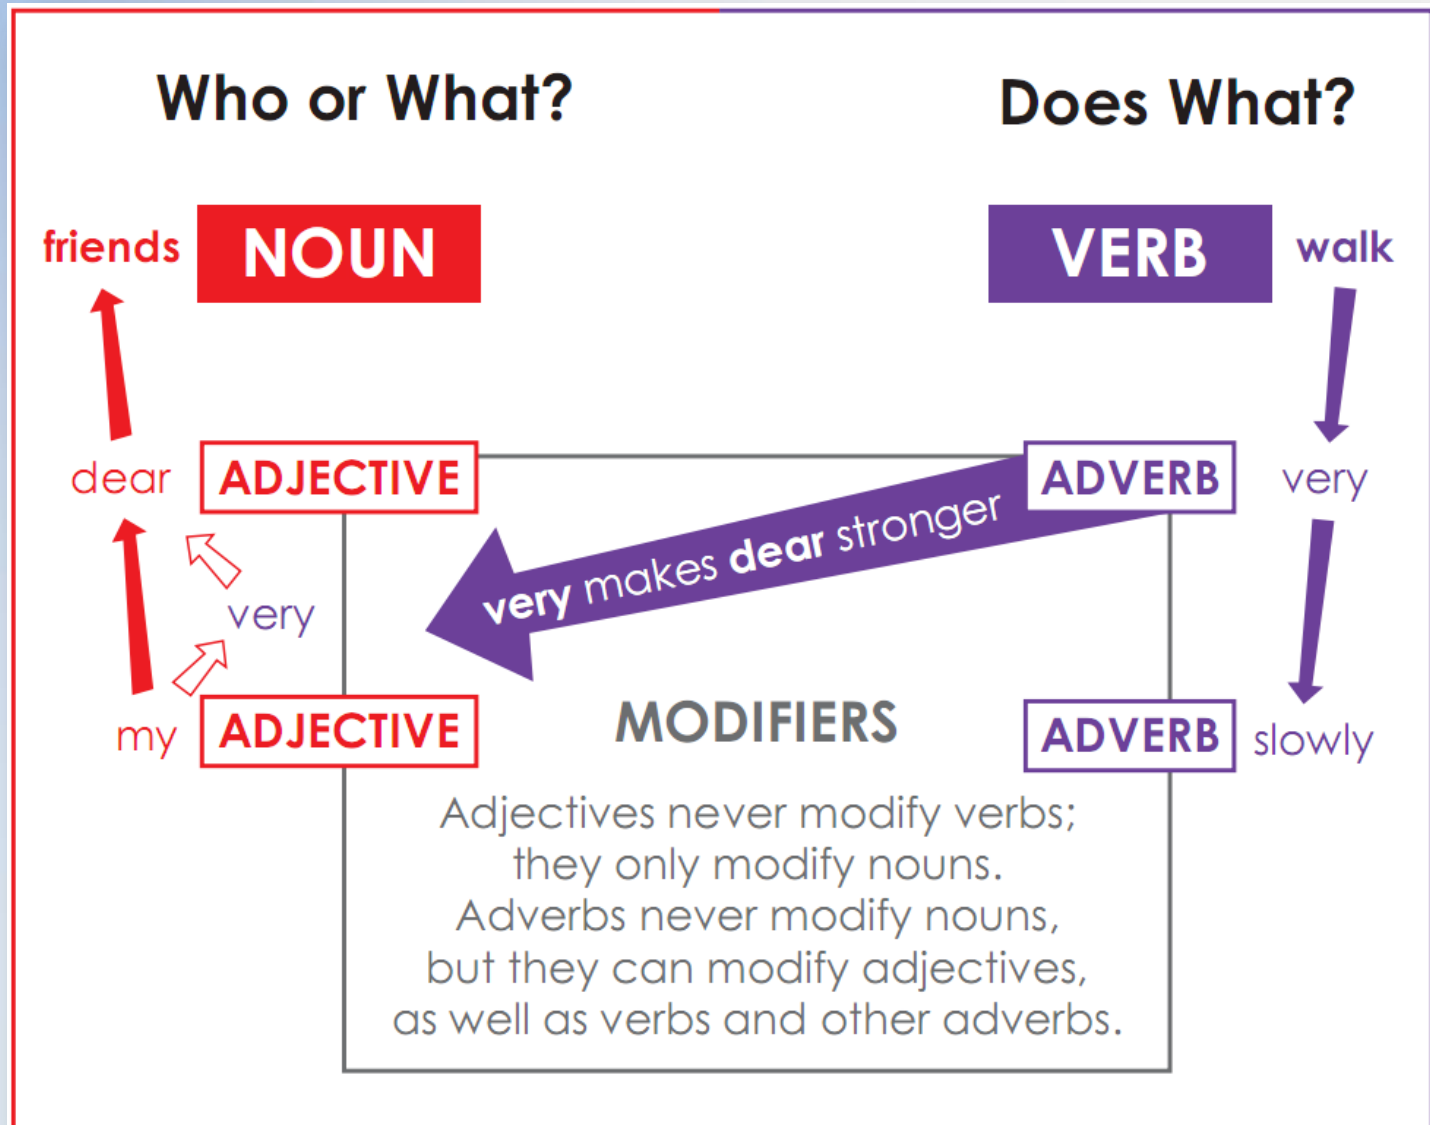 Who or What?
Does What?
friends
NOUN
VERB
walk
dear
ADJECTIVE
ADVERB
very
very makes dear stronger
very
my
ADJECTIVE
MODIFIERS
ADVERB
slowly
Adjectives never modify verbs;
they only modify nouns.
Adverbs never modify nouns,
but they can modify adjectives,
as well as verbs and other adverbs.